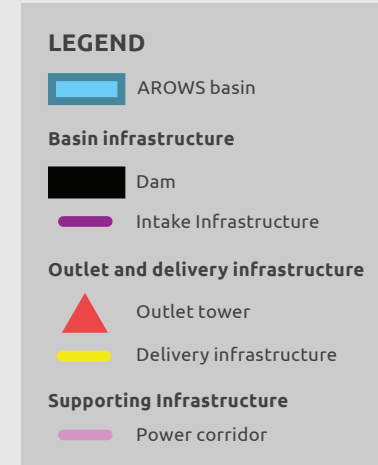 LEGEND
AROWS basin
Basin infrastructure
Dam
Intake Infrastructure
Outlet and delivery infrastructure
Outlet tower
Delivery infrastructure
Supporting Infrastructure
Power corridor